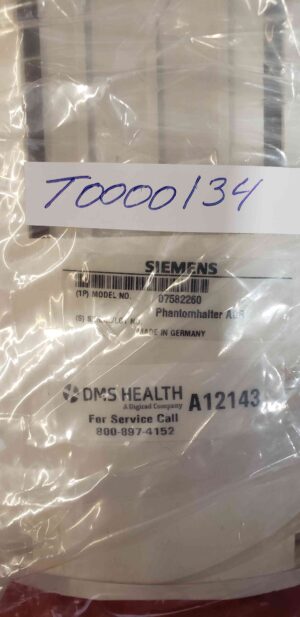 T0000134
SIEMENS
(1P) MODEL NO. 07582260
Phantomhalter
(S) NO.
MADE IN GERMANY
DMS HEALTH
A Digirad Company
A12143
For Service Call
800-897-4152